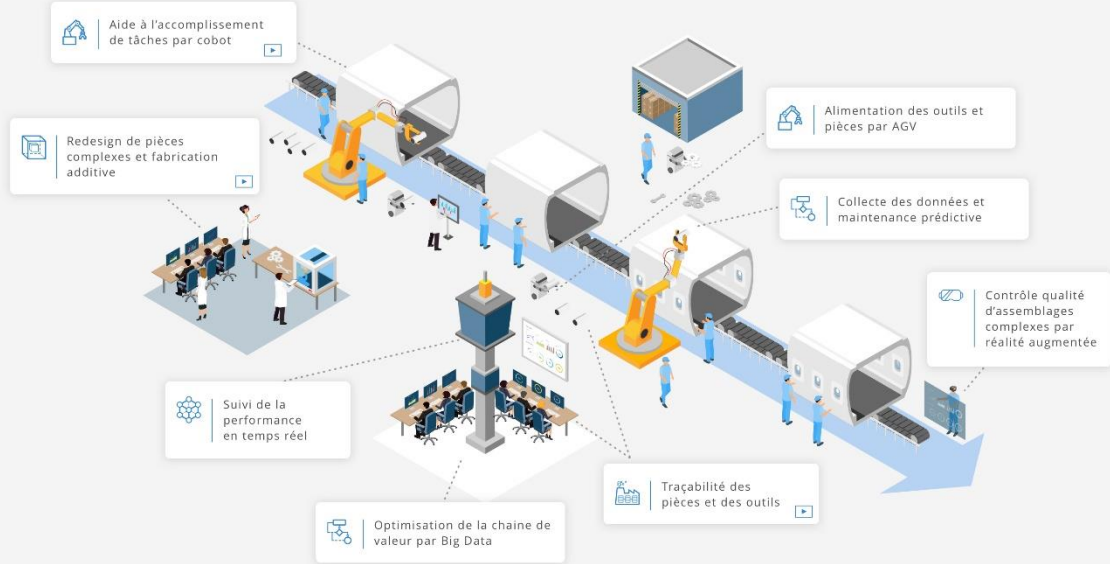 Aide à l'accomplissement
de tâches par cobot
Redesign de pièces
complexes et fabrication
additive
Alimentation des outils et
pièces par AGV
Collecte des données et
maintenance prédictive
Contrôle qualité
d'assemblages
complexes par
réalité augmentée
Suivi de la
performance
en temps réel
Traçabilité des
pièces et des outils
Optimisation de la chaine de
valeur par Big Data